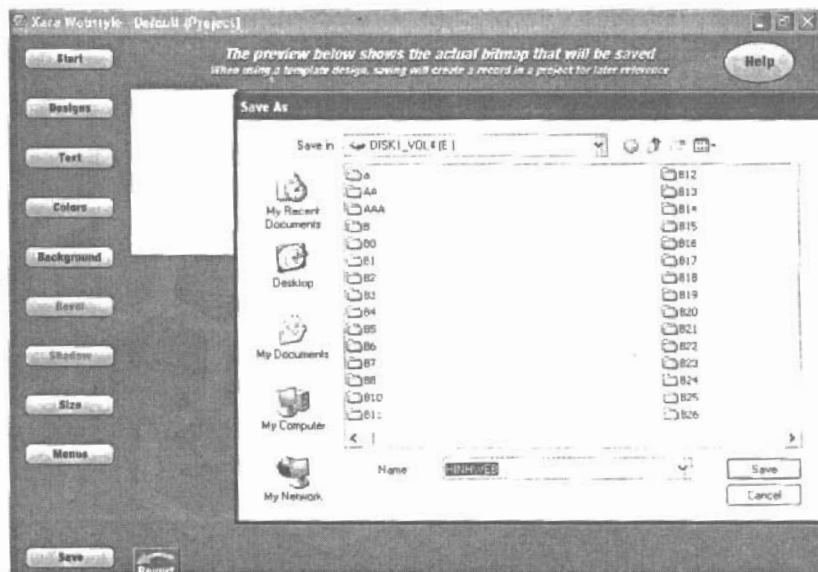 Xara Webstyle - Default [Project]
The preview below shows the actual bitmap that will be saved
When using a template design, saving will create a record in a project for later reference
Help
Start
Designs
Text
Colors
Background
Bevel
Shadow
Size
Menus
Save
Revert
Save As
Save in
DISK1_VOL4 (E )
My Recent
Documents
Desktop
My Documents
My Computer
My Network
a
AA
AAA
B
B0
B1
B2
B3
B4
B5
B6
B7
B8
B10
B11
B12
B13
B14
B15
B16
B17
B18
B19
B20
B21
B22
B23
B24
B25
B26
Name
HINHWEB
Save
Cancel